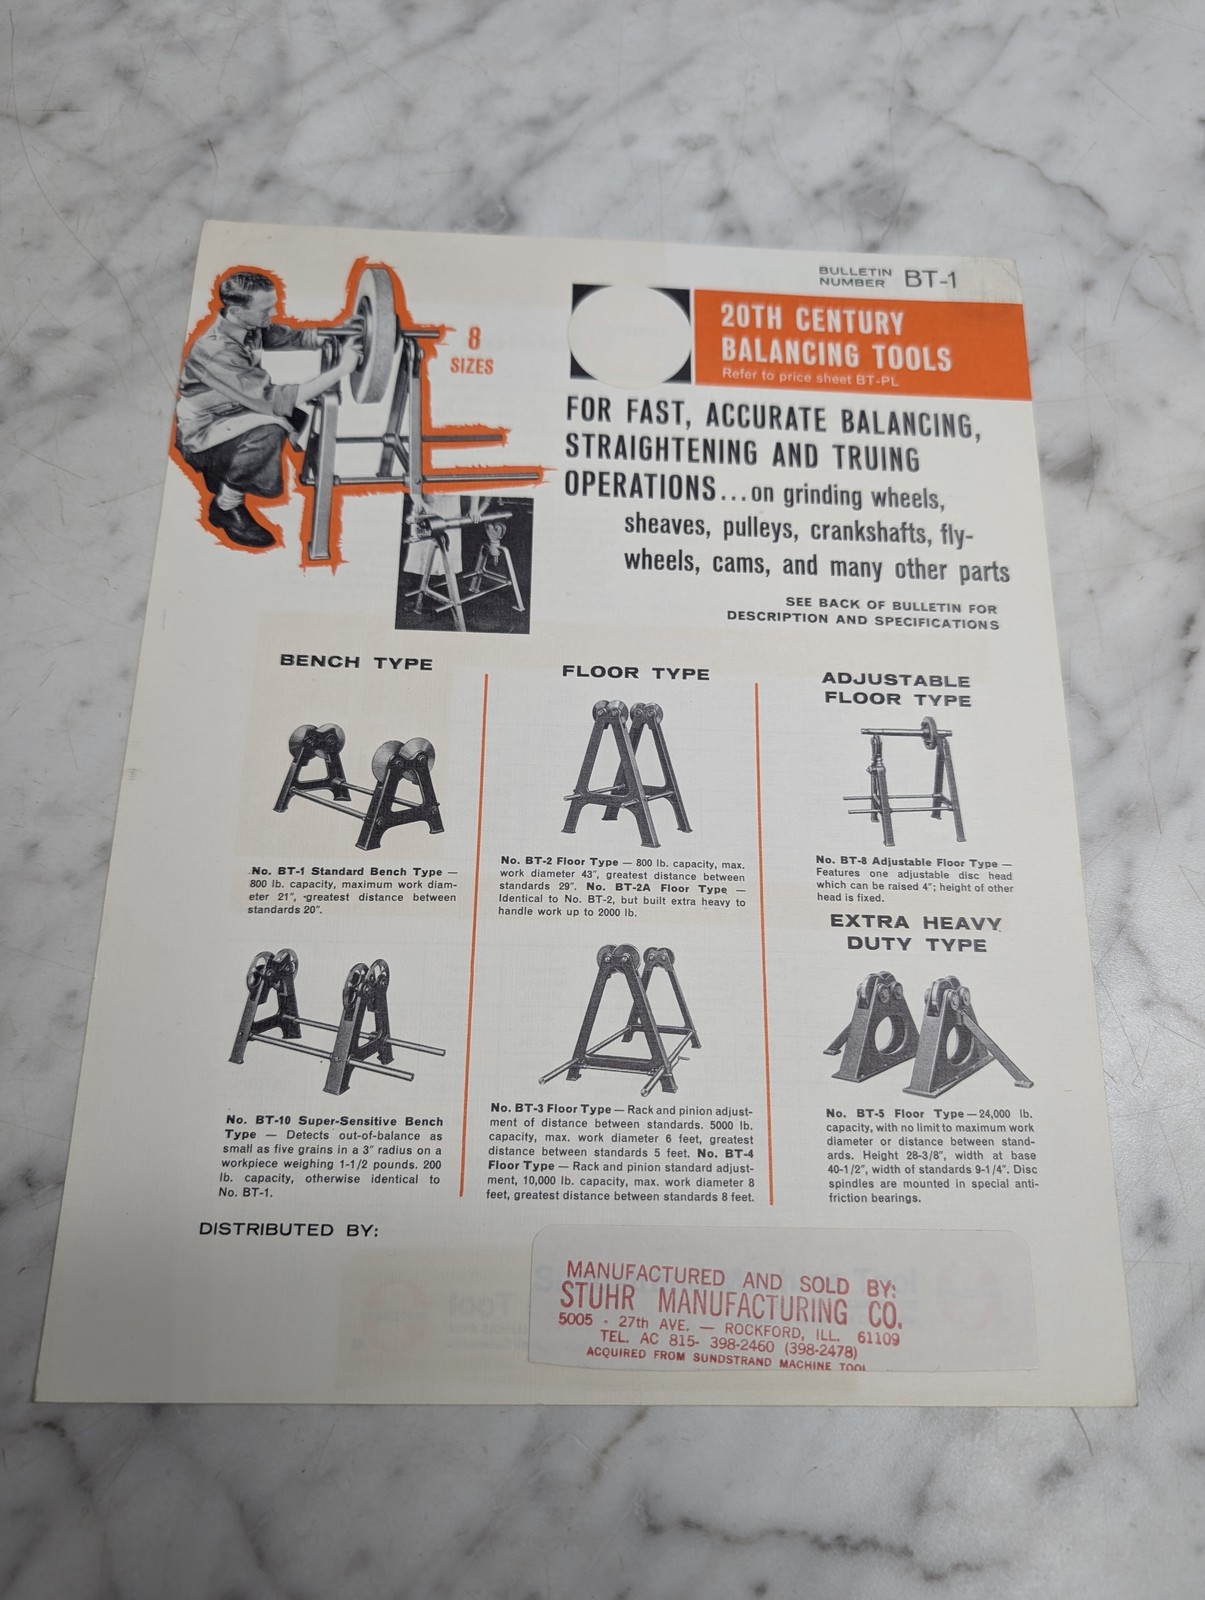 BULLETIN
NUMBER BT-1
20TH CENTURY
BALANCING TOOLS
Refer to price sheet BT-PL
8
SIZES
FOR FAST, ACCURATE BALANCING,
STRAIGHTENING AND TRUING
OPERATIONS...on grinding wheels,
sheaves, pulleys, crankshafts, fly-
wheels, cams, and many other parts
SEE BACK OF BULLETIN FOR
DESCRIPTION AND SPECIFICATIONS
BENCH TYPE
No. BT-1 Standard Bench Type —
800 lb. capacity, maximum work diam-
eter 21", greatest distance between
standards 20".
No. BT-10 Super-Sensitive Bench
Type — Detects out-of-balance as
small as five grains in a 3" radius on a
workpiece weighing 1-1/2 pounds. 200
lb. capacity, otherwise identical to
No. BT-1.
FLOOR TYPE
No. BT-2 Floor Type — 800 lb. capacity, max.
work diameter 43", greatest distance between
standards 29". No. BT-2A Floor Type —
Identical to No. BT-2, but built extra heavy to
handle work up to 2000 lb.
No. BT-3 Floor Type — Rack and pinion adjust-
ment of distance between standards. 5000 lb.
capacity, max. work diameter 6 feet, greatest
distance between standards 5 feet. No. BT-4
Floor Type — Rack and pinion standard adjust-
ment, 10,000 lb. capacity, max. work diameter 8
feet, greatest distance between standards 8 feet.
ADJUSTABLE
FLOOR TYPE
No. BT-8 Adjustable Floor Type —
Features one adjustable disc head
which can be raised 4"; height of other
head is fixed.
EXTRA HEAVY
DUTY TYPE
No. BT-5 Floor Type — 24,000 lb.
capacity, with no limit to maximum work
diameter or distance between stand-
ards. Height 28-3/8", width at base
40-1/2", width of standards 9-1/4". Disc
spindles are mounted in special anti-
friction bearings.
DISTRIBUTED BY:
MANUFACTURED AND SOLD BY:
STUHR MANUFACTURING CO.
5005 - 27th AVE. — ROCKFORD, ILL. 61109
TEL. AC 815- 398-2460 (398-2478)
ACQUIRED FROM SUNDSTRAND MACHINE TOOL